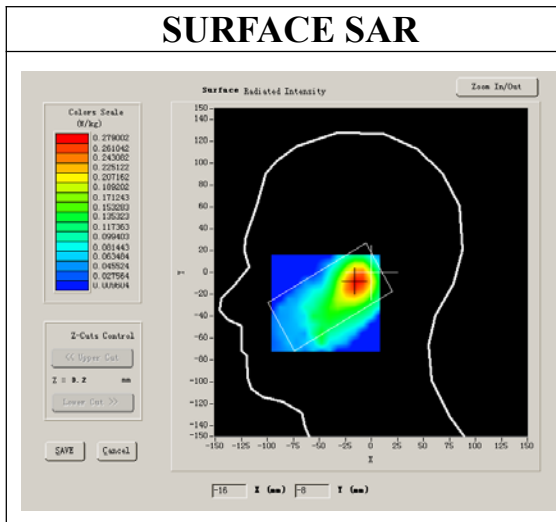 SURFACE SAR
Surface Radiated Intensity
Zoom In/Out
Colors Scale
(W/kg)
0.279002
0.261042
0.243082
0.225122
0.207162
0.189202
0.171243
0.153283
0.135323
0.117363
0.099403
0.081443
0.063484
0.045524
0.027564
0.009604
150
140
120
100
80
60
40
20
0
-20
-40
-60
-80
-100
-120
-140
-150
Y
-150 -125 -100 -75 -50 -25 0 25 50 75 100 125 150
X
Z-Cuts Control
<< Upper Cut
Z = 9.2 mm
Lower Cut >>
SAVE Cancel
-16 X (mm) -8 Y (mm)